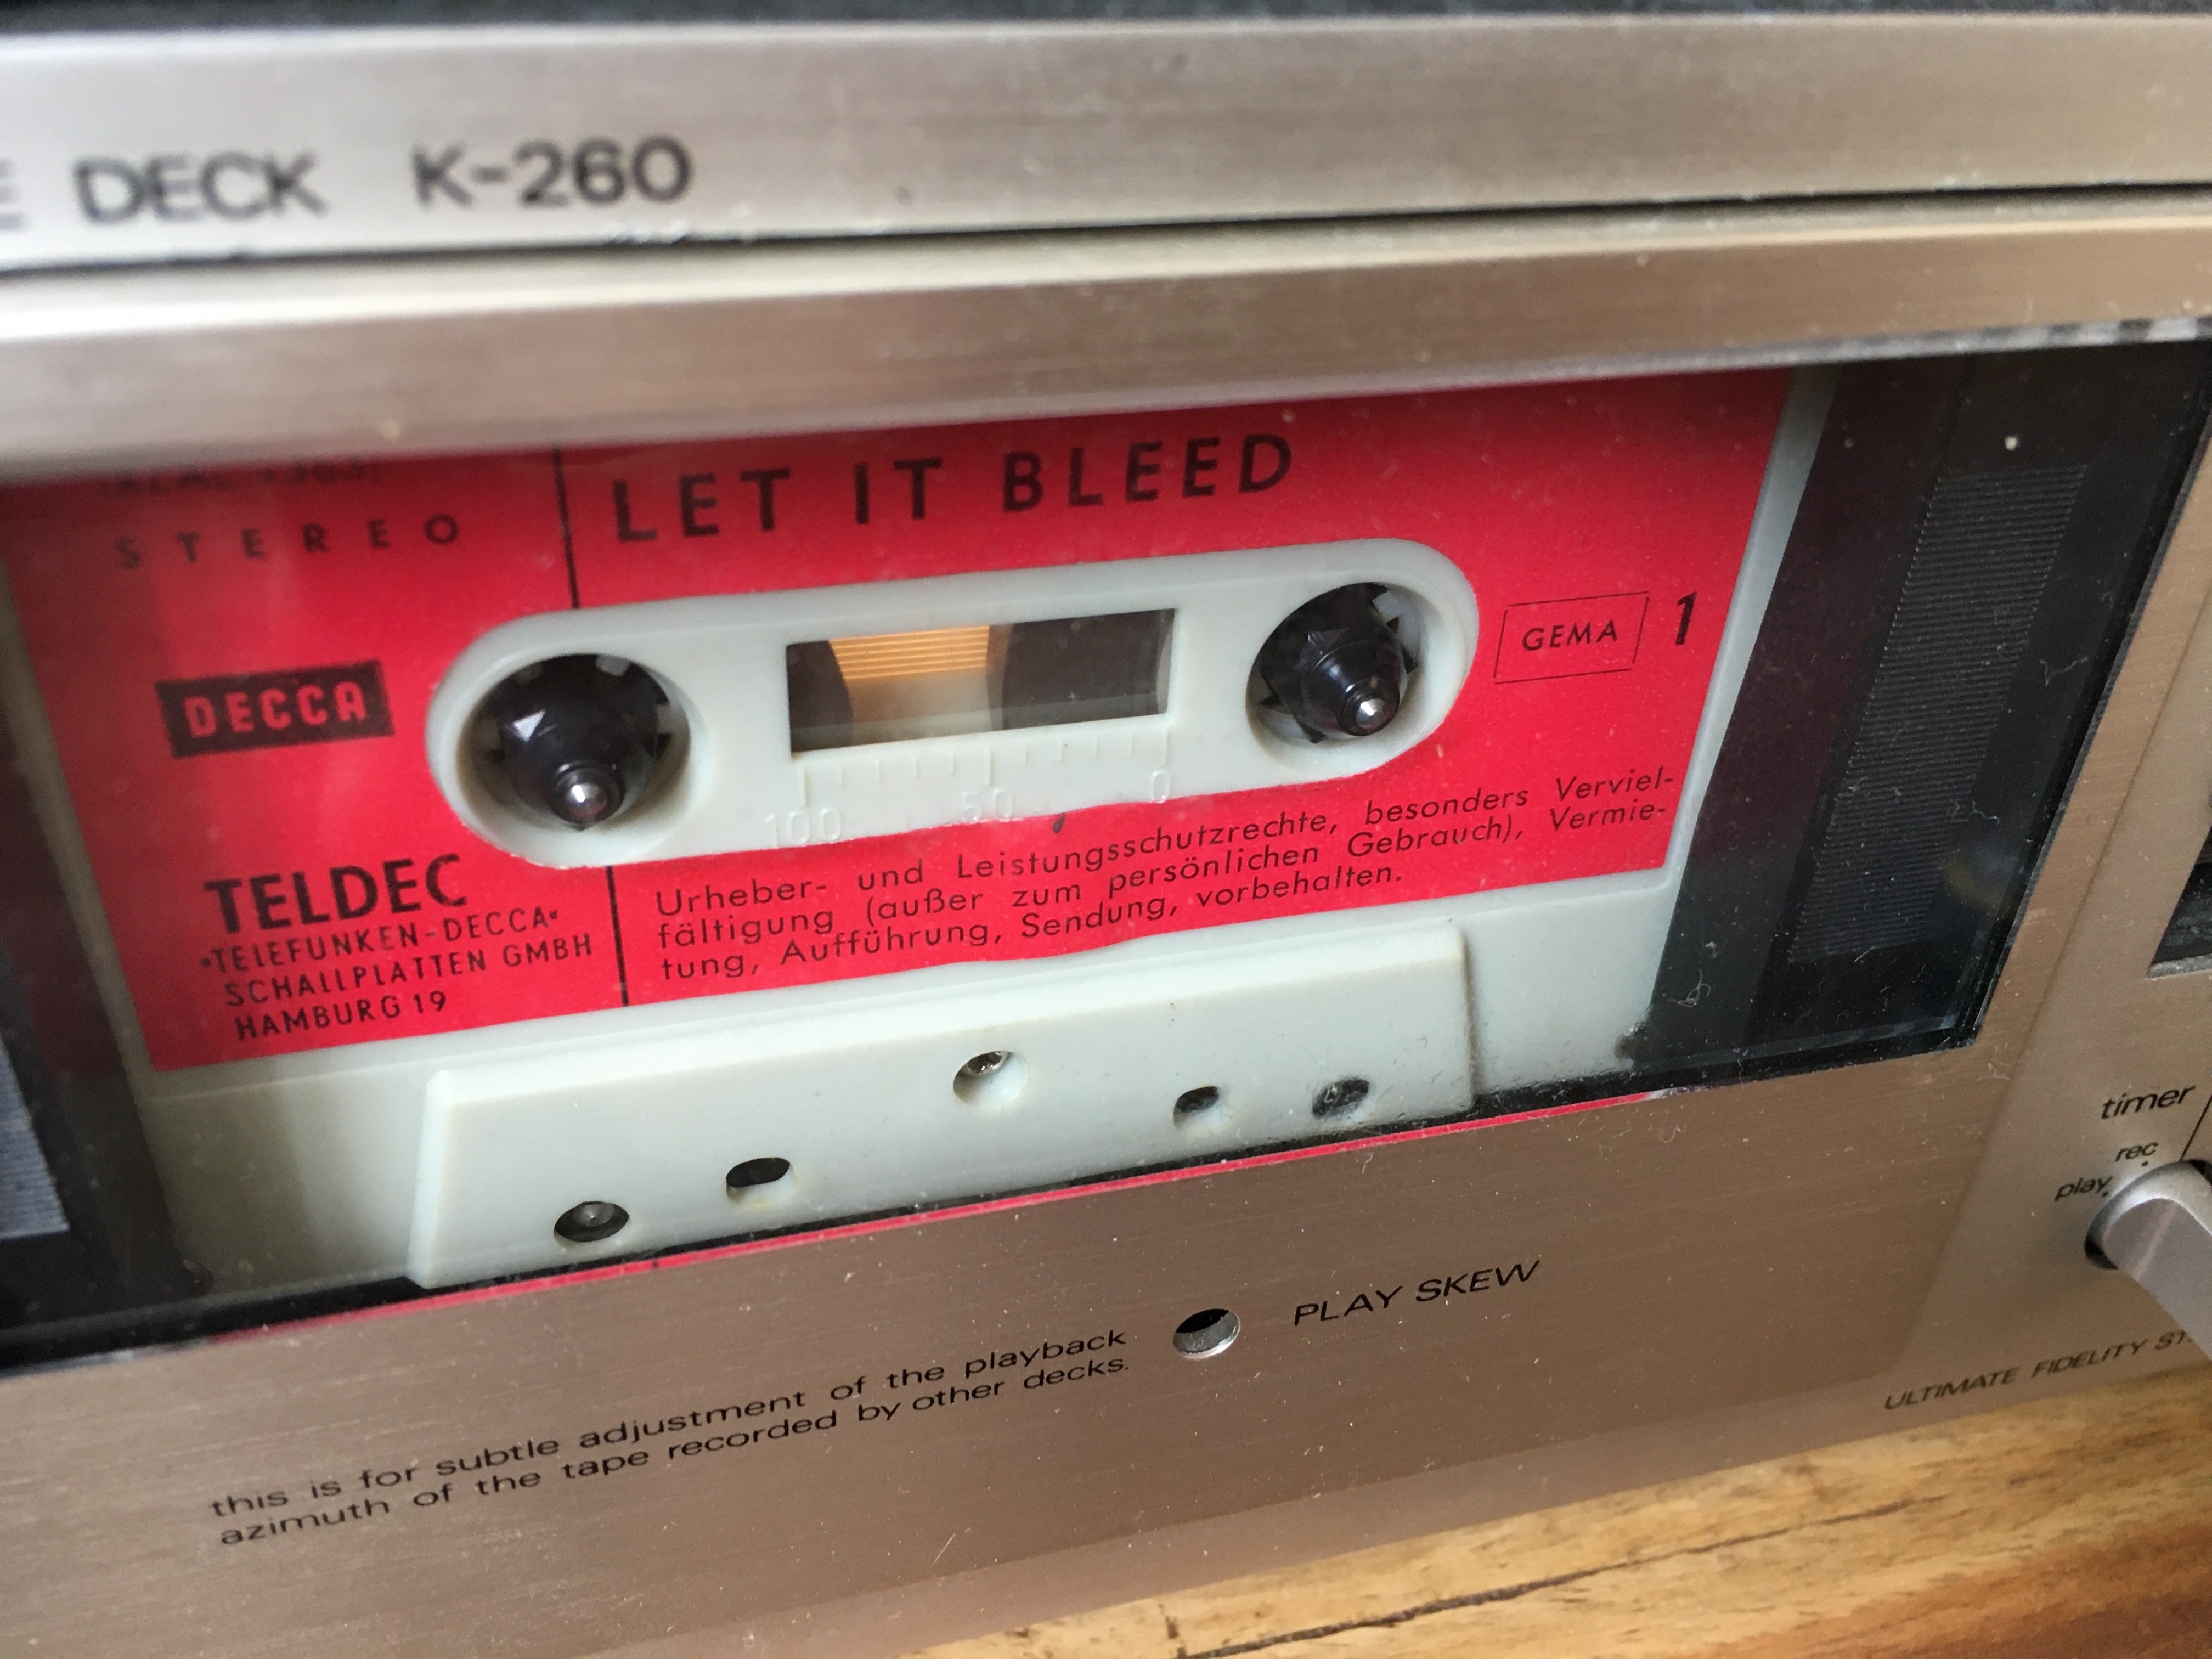 DECK K-260
LET IT BLEED
STEREO
DECCA
GEMA 1
100 50 0
TELDEC
»TELEFUNKEN-DECCA«
SCHALLPLATTEN GMBH
HAMBURG 19
Urheber- und Leistungsschutzrechte, besonders Verviel-
fältigung (außer zum persönlichen Gebrauch), Vermie-
tung, Aufführung, Sendung, vorbehalten.
timer
rec
play
PLAY SKEW
this is for subtle adjustment of the playback
azimuth of the tape recorded by other decks.
ULTIMATE FIDELITY